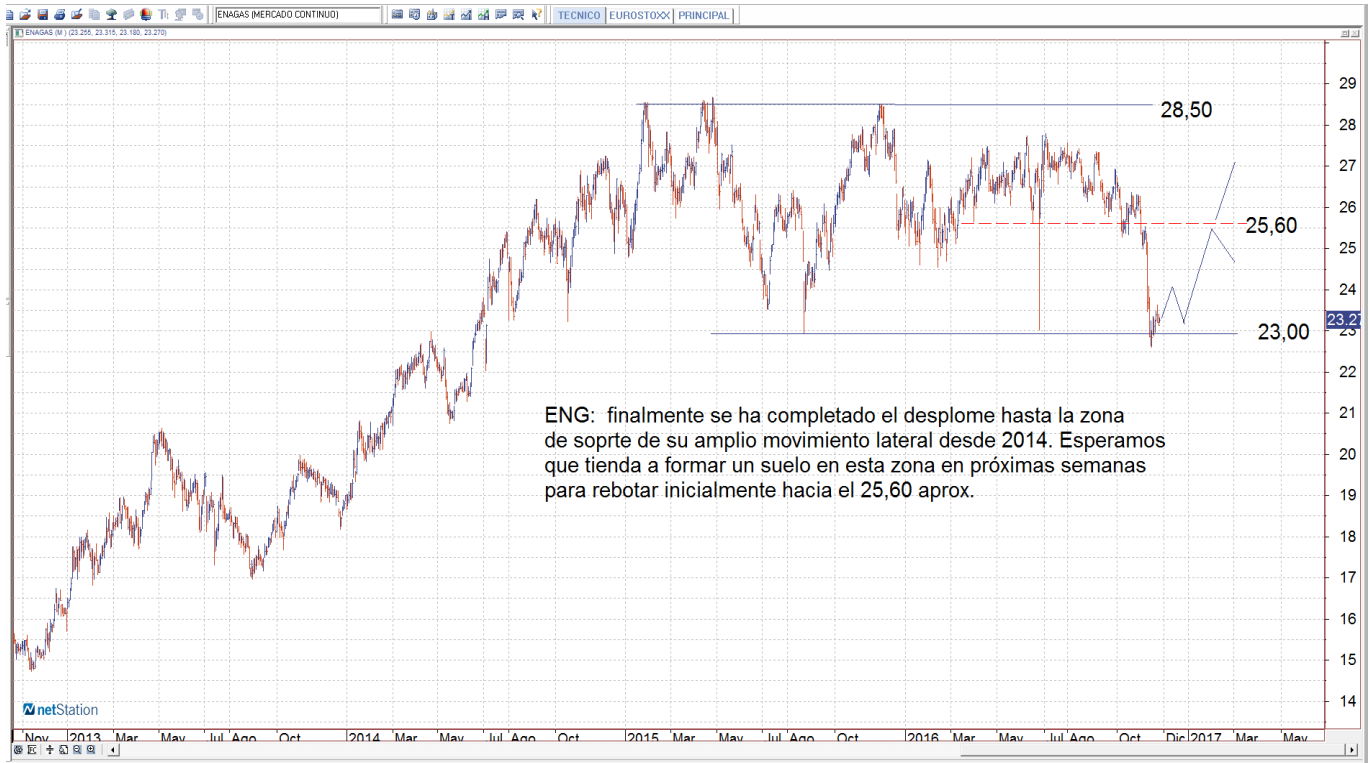 ENAGAS (MERCADO CONTINUO)
TECNICO EUROSTOXX PRINCIPAL
ENAGAS (M ) (23.255, 23.315, 23.180, 23.270)
29
28,50
28
27
26
25,60
25
24
23.27
23
23,00
22
ENG: finalmente se ha completado el desplome hasta la zona
de soprte de su amplio movimiento lateral desde 2014. Esperamos
que tienda a formar un suelo en esta zona en próximas semanas
para rebotar inicialmente hacia el 25,60 aprox.
21
20
19
18
17
16
15
14
netStation
Nov 2013 Mar May Jul Ago Oct 2014 Mar May Jul Ago Oct 2015 Mar May Jul Ago Oct 2016 Mar May Jul Ago Oct Dic 2017 Mar May